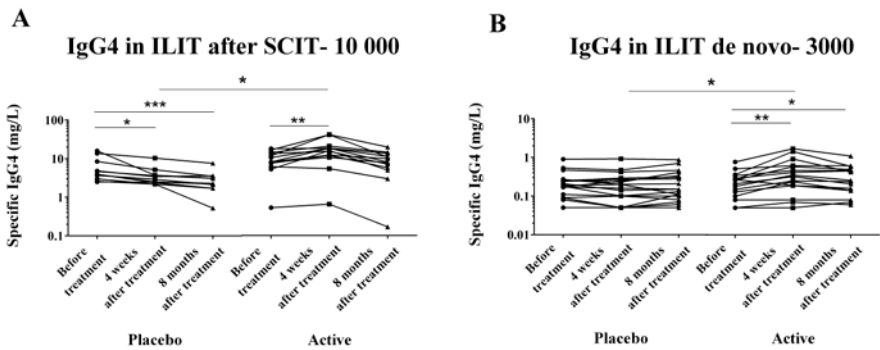 A
IgG4 in ILIT after SCIT- 10 000
*
***
*
**
Specific IgG4 (mg/L)
100
10
1
0.1
Before treatment
4 weeks after treatment
8 months after treatment
Before treatment
4 weeks after treatment
8 months after treatment
Placebo
Active
B
IgG4 in ILIT de novo- 3000
*
*
**
Specific IgG4 (mg/L)
10
1
0.1
0.01
Before treatment
4 weeks after treatment
8 months after treatment
Before treatment
4 weeks after treatment
8 months after treatment
Placebo
Active